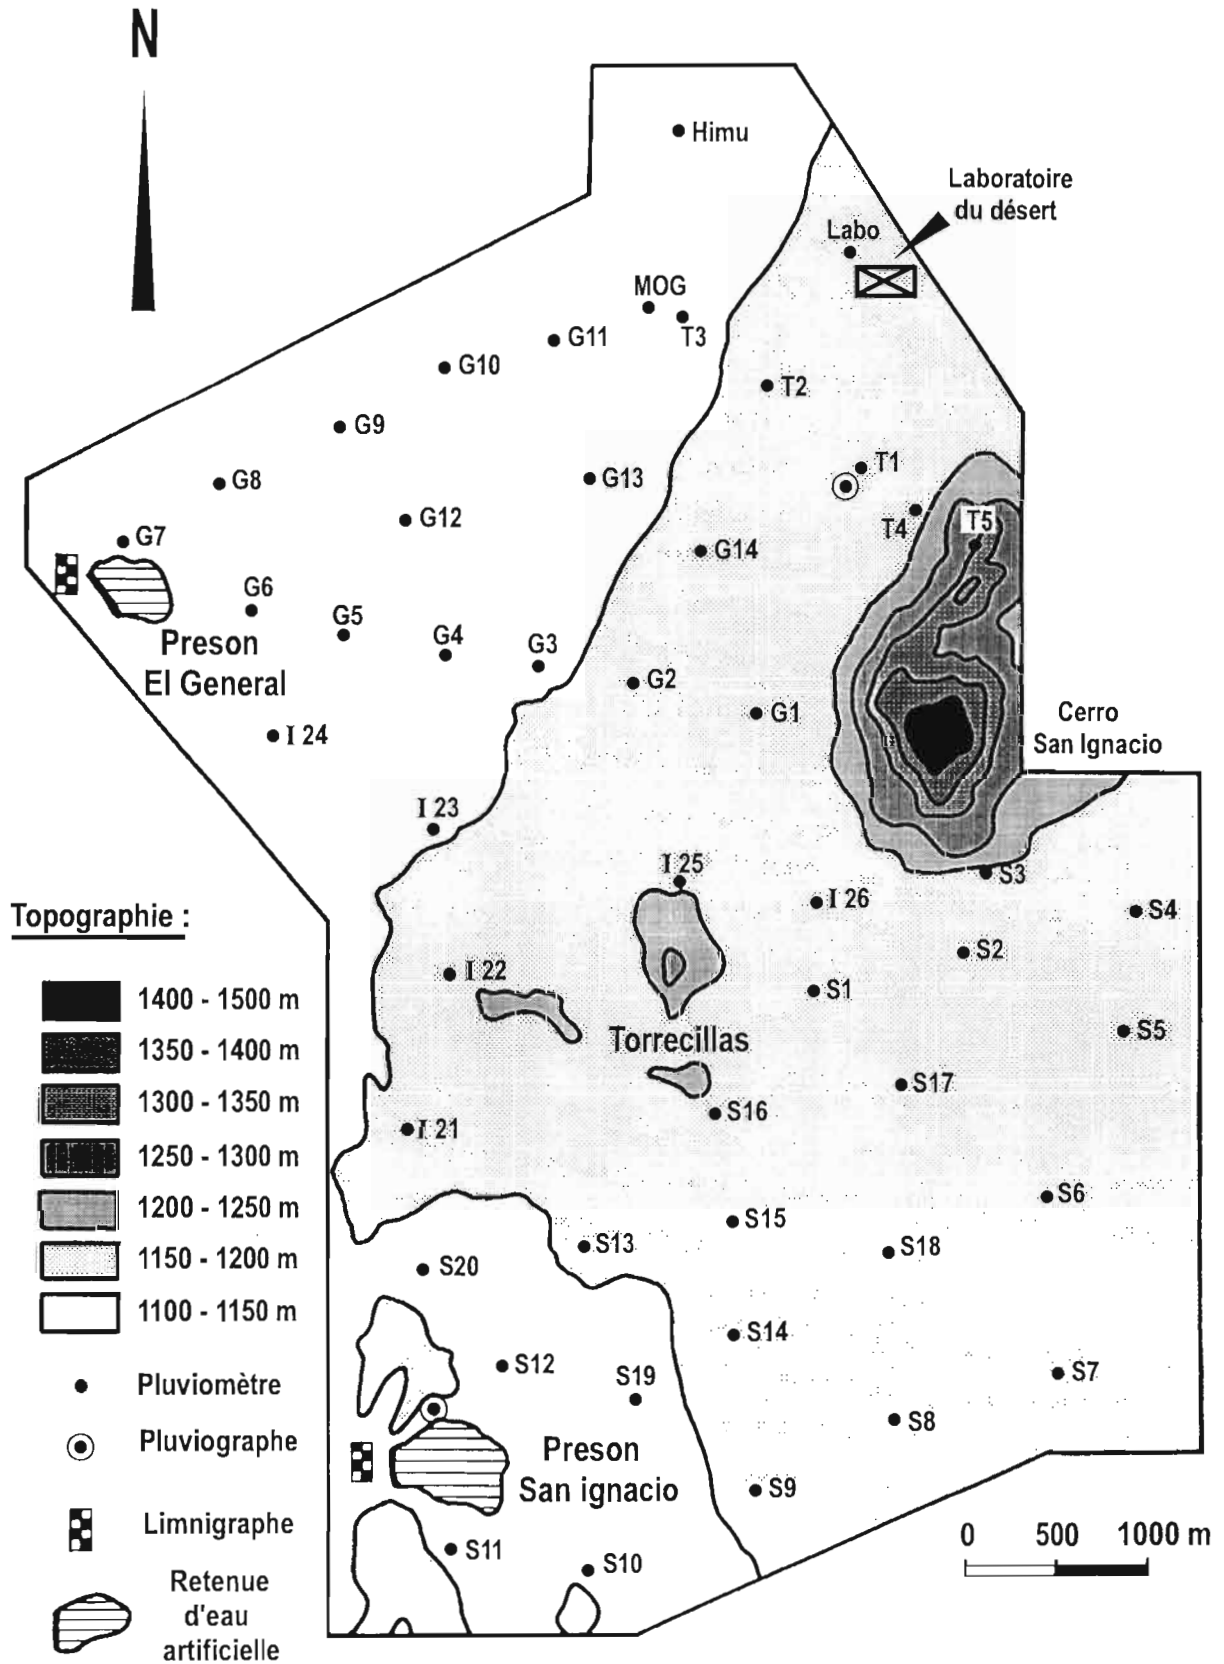 N
Himu
Laboratoire
du désert
Labo
MOG
T3
G11
G10
T2
G9
T1
G8
G13
T4
T5
G12
G7
G14
G6
G5
G4
G3
Preson
El General
G2
G1
Cerro
San Ignacio
I 24
I 23
I 25
S3
I 26
S4
Topographie :
S2
I 22
S1
1400 - 1500 m
Torrecillas
S5
1350 - 1400 m
S17
1300 - 1350 m
S16
I 21
1250 - 1300 m
S6
1200 - 1250 m
S15
S13
S18
1150 - 1200 m
S20
1100 - 1150 m
S14
S12
S19
S7
Pluviomètre
S8
Pluviographe
Preson
San ignacio
S9
Limnigraphe
0 500 1000 m
S11
S10
Retenue
d'eau
artificielle